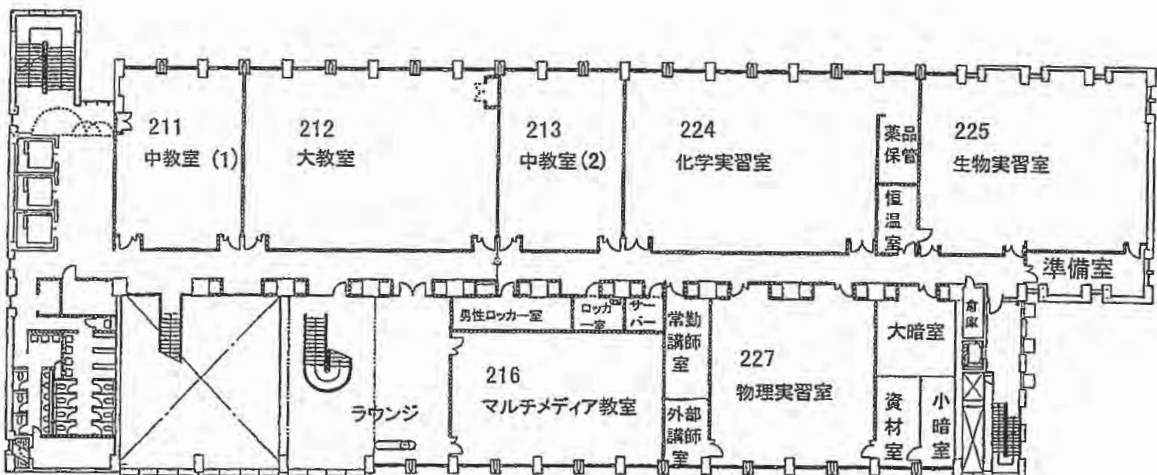 211
中教室 (1)
212
大教室
213
中教室(2)
224
化学実習室
薬品
保管
恒
温
室
225
生物実習室
準備室
男性ロッカー室
ロッカ
ー室
サー
バー
常勤
講師
室
大暗室
倉
庫
216
マルチメディア教室
227
物理実習室
ラウンジ
外部
講師
室
資
材
室
小
暗
室